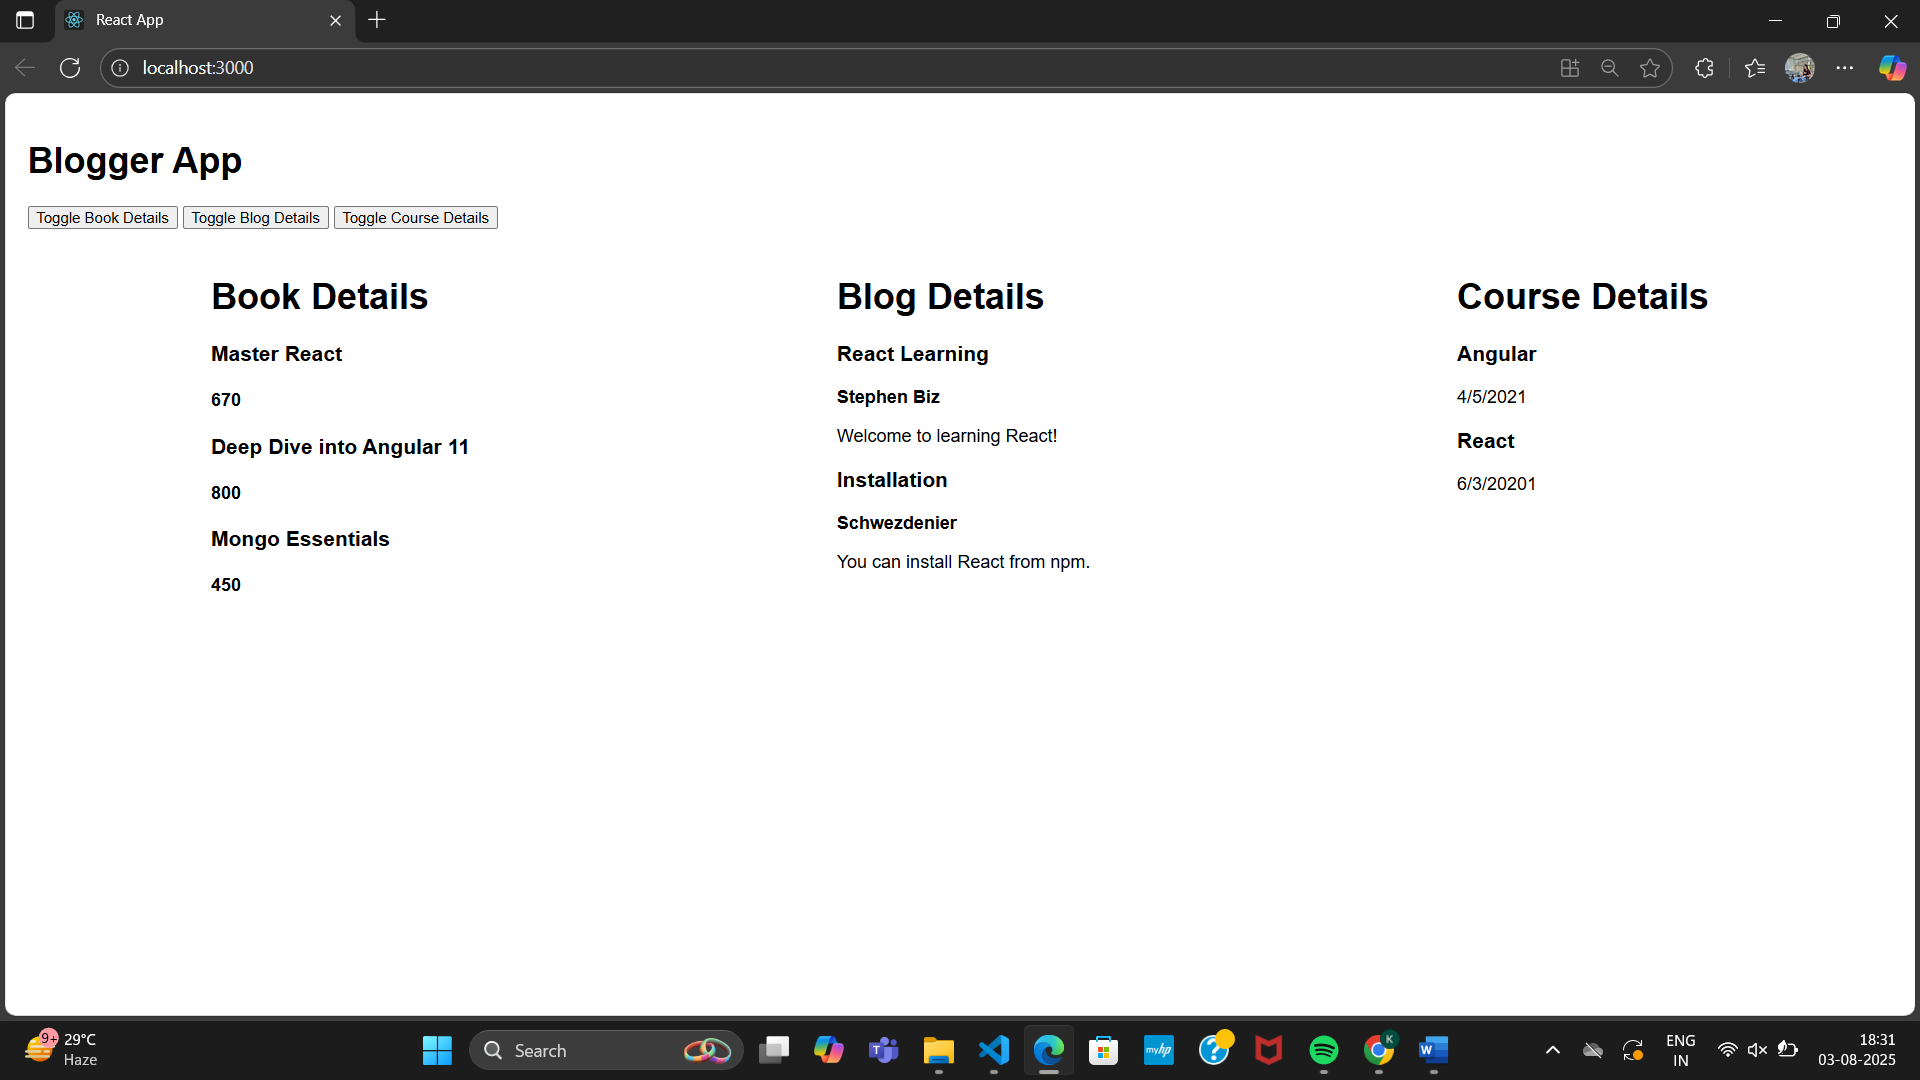 React App
localhost:3000
Blogger App
Toggle Book Details Toggle Blog Details Toggle Course Details
Book Details
Master React
670
Deep Dive into Angular 11
800
Mongo Essentials
450
Blog Details
React Learning
Stephen Biz
Welcome to learning React!
Installation
Schwezdenier
You can install React from npm.
Course Details
Angular
4/5/2021
React
6/3/20201
9+
29°C
Haze
Search
myhp
K
ENG
IN
18:31
03-08-2025